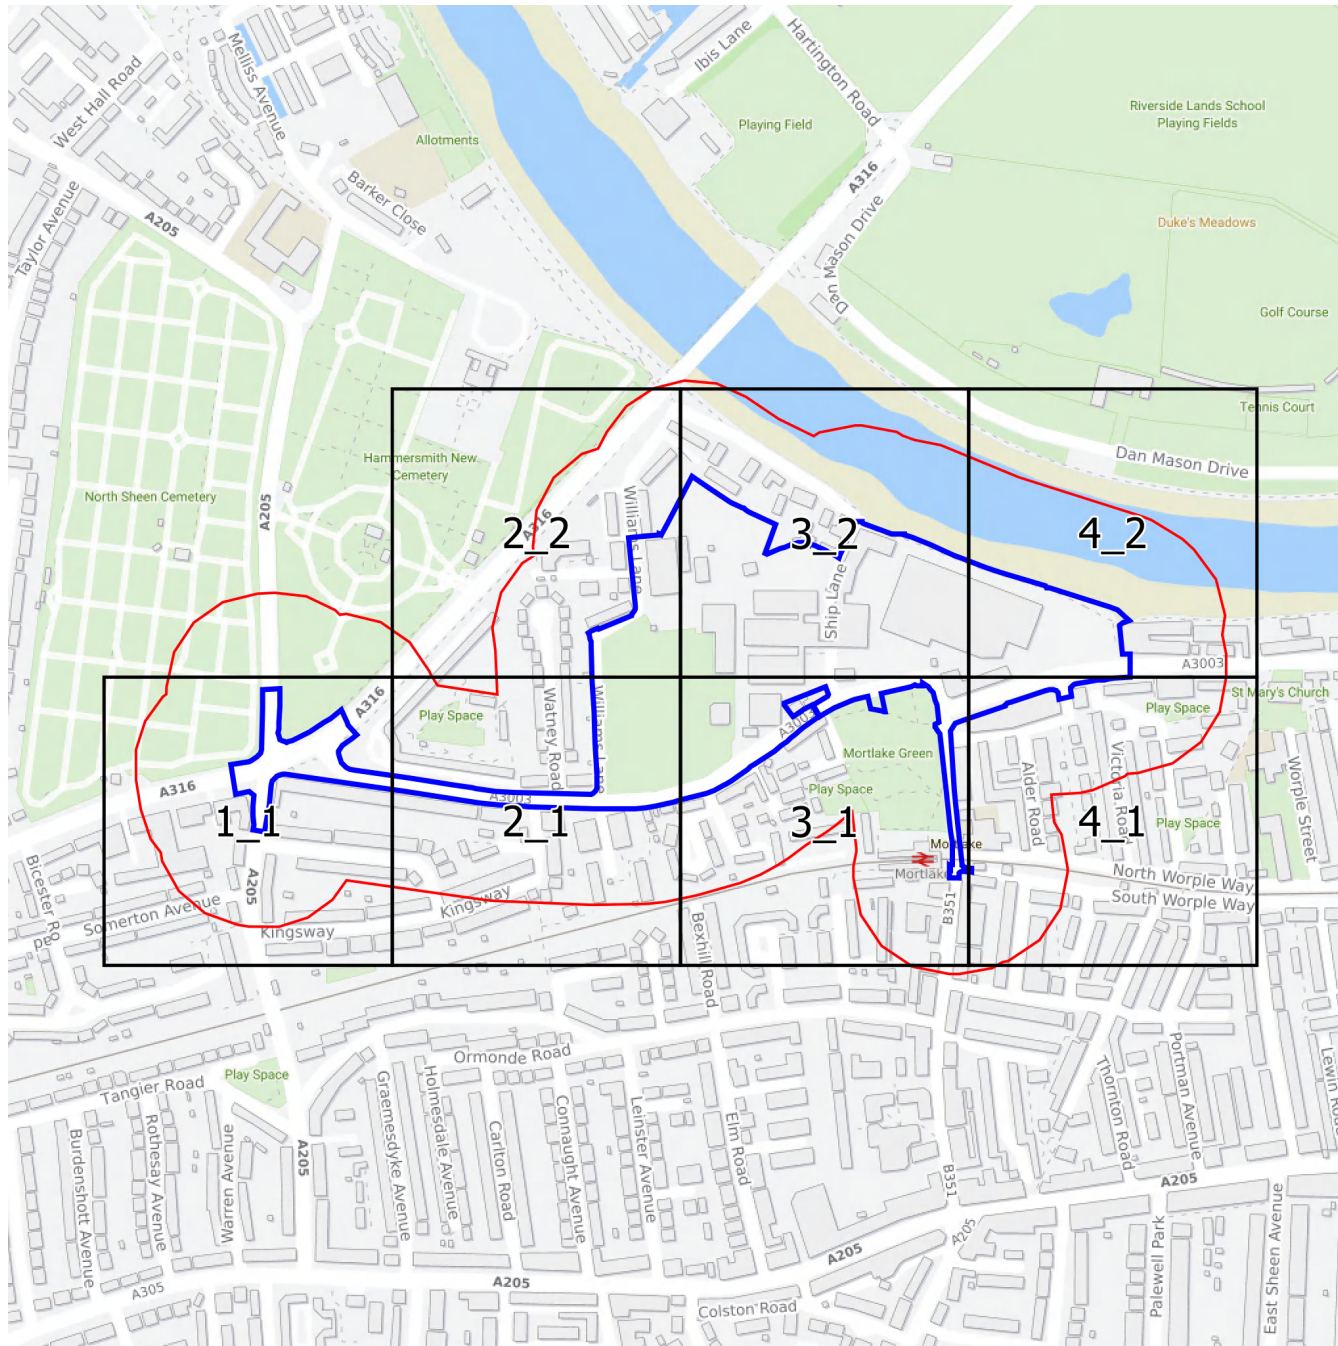 Melliss Avenue
Ibis Lane
Hartington Road
West Hall Road
Riverside Lands School
Playing Fields
Playing Field
Allotments
A316
Barker Close
A205
Taylor Avenue
Duke's Meadows
Dan Mason Drive
Golf Course
Tennis Court
Hammersmith New
Cemetery
Dan Mason Drive
North Sheen Cemetery
A205
A316
Williams Lane
2_2
3_2
4_2
Ship Lane
A3003
St Mary's Church
A316
Play Space
Watney Road
Williams Lane
A3003
Play Space
Mortlake Green
Victoria Road
Alder Road
Worple Street
A316
A3003
Play Space
Play Space
1_1
2_1
3_1
4_1
Mortlake
Mortlake
Bicester Ro
ad
A205
Somerton Avenue
Kingsway
Kingsway
North Worple Way
South Worple Way
B351
Bexhill Road
Ormonde Road
Play Space
Tangier Road
Graemesdyke Avenue
Holmesdale Avenue
Carlton Road
Connaught Avenue
Leinster Avenue
Elm Road
Thornton Road
Portman Avenue
Lewin Road
Burdenshott Avenue
Rothesay Avenue
Warren Avenue
A205
B351
A205
A205
A205
A205
A305
Colston Road
Palewell Park
East Sheen Avenue